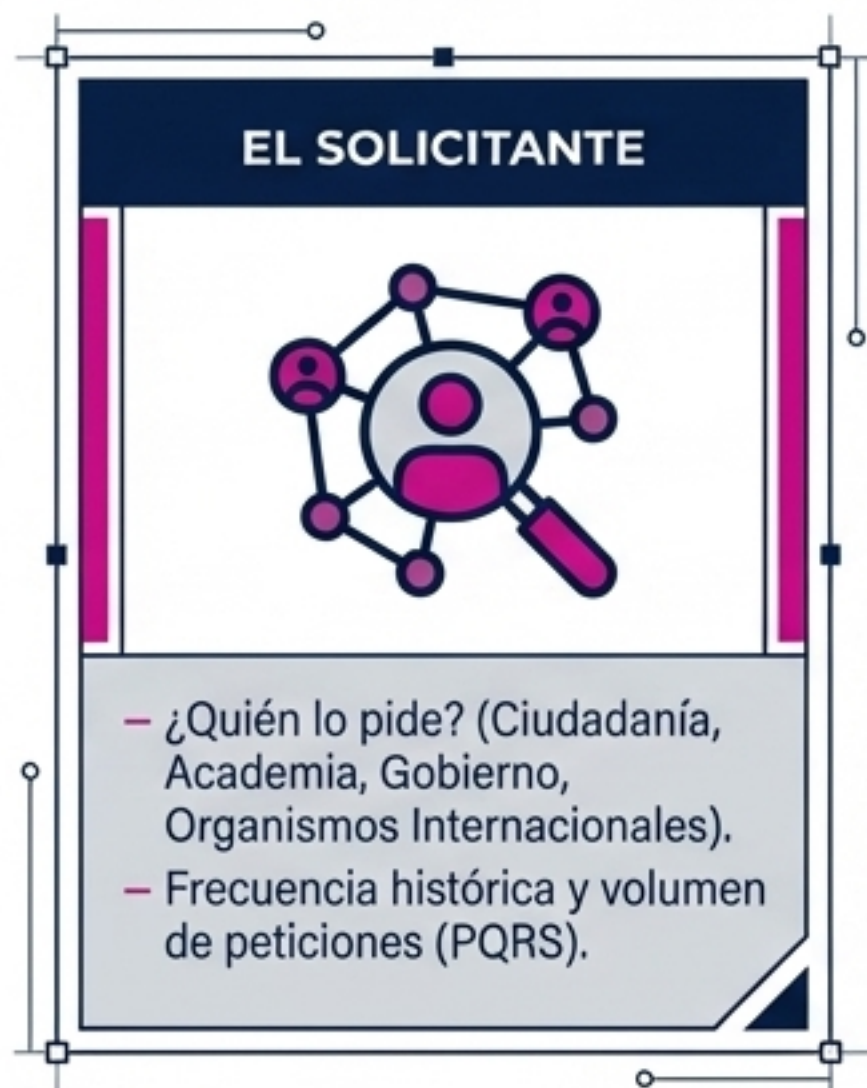 EL SOLICITANTE
– ¿Quién lo pide? (Ciudadanía,
Academia, Gobierno,
Organismos Internacionales).
– Frecuencia histórica y volumen
de peticiones (PQRS).